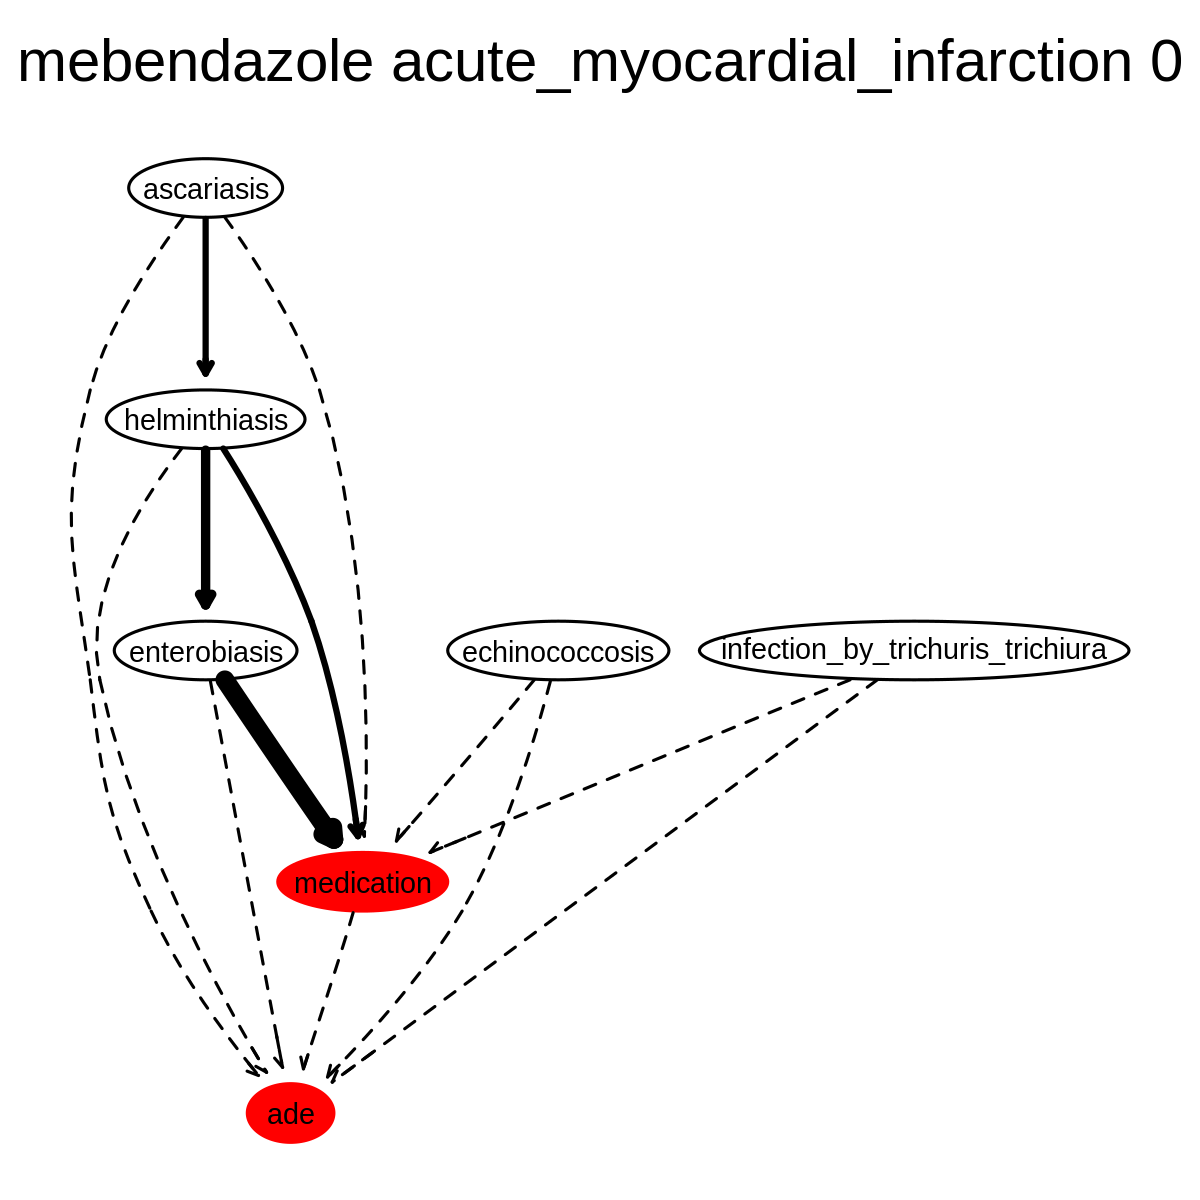 mebendazole acute_myocardial_infarction 0
ascariasis
helminthiasis
enterobiasis
echinococcosis
infection_by_trichuris_trichiura
medication
ade